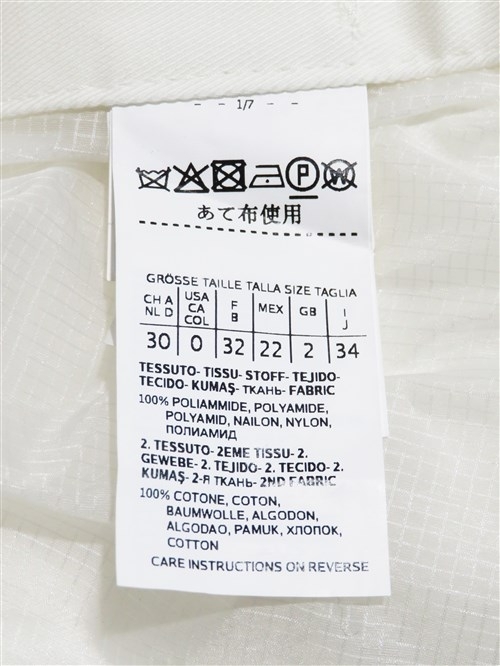 - - 1/7 - -
P W
あて布使用
GRÖSSE TAILLE TALLA SIZE TAGLIA
CH A NL D | USA CA COL | F B | MEX | GB | I J
30 | 0 | 32 | 22 | 2 | 34
TESSUTO- TISSU- STOFF- TEJIDO-
TECIDO- KUMAŞ- ТКАНЬ- FABRIC
100% POLIAMMIDE, POLYAMIDE,
POLYAMID, NAILON, NYLON,
ПОЛИАМИД
2. TESSUTO- 2EME TISSU- 2.
GEWEBE- 2. TEJIDO- 2. TECIDO- 2.
KUMAŞ- 2-Я ТКАНЬ- 2ND FABRIC
100% COTONE, COTON,
BAUMWOLLE, ALGODON,
ALGODAO, PAMUK, ХЛОПОК,
COTTON
CARE INSTRUCTIONS ON REVERSE